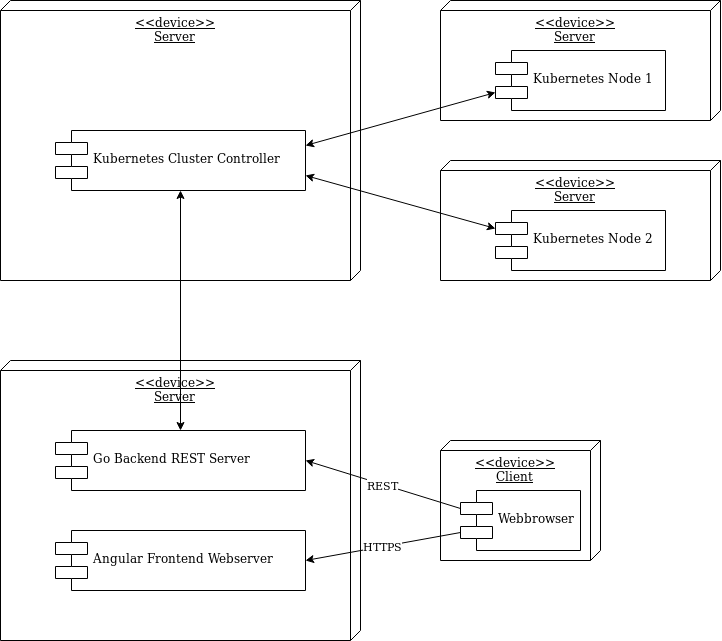 <<device>>
Server
Kubernetes Cluster Controller
<<device>>
Server
Kubernetes Node 1
<<device>>
Server
Kubernetes Node 2
<<device>>
Server
Go Backend REST Server
Angular Frontend Webserver
REST
HTTPS
<<device>>
Client
Webbrowser